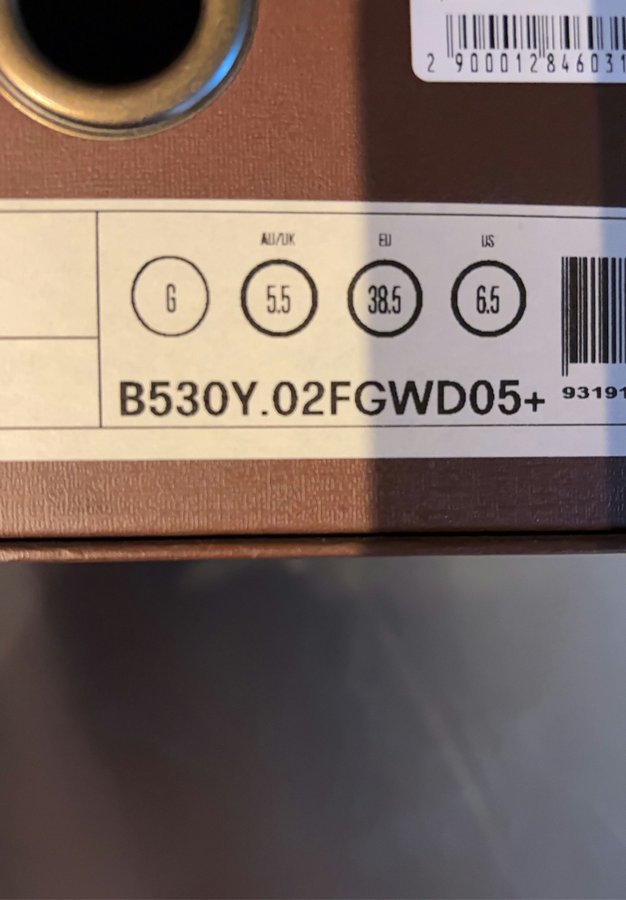 2 900012 846031
AU/UK EU US
G 5.5 38.5 6.5
B530Y.02FGWD05+
93191